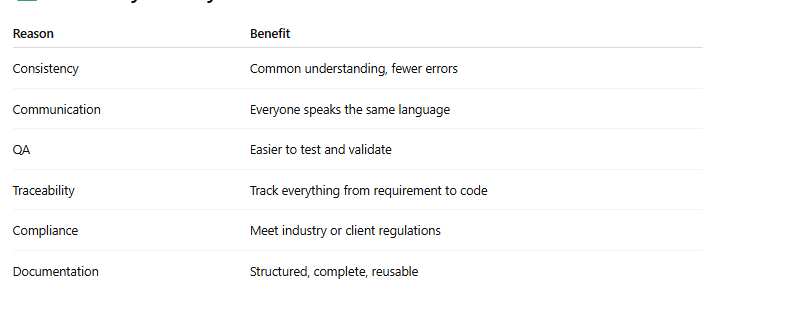 Reason Benefit
Consistency Common understanding, fewer errors
Communication Everyone speaks the same language
QA Easier to test and validate
Traceability Track everything from requirement to code
Compliance Meet industry or client regulations
Documentation Structured, complete, reusable